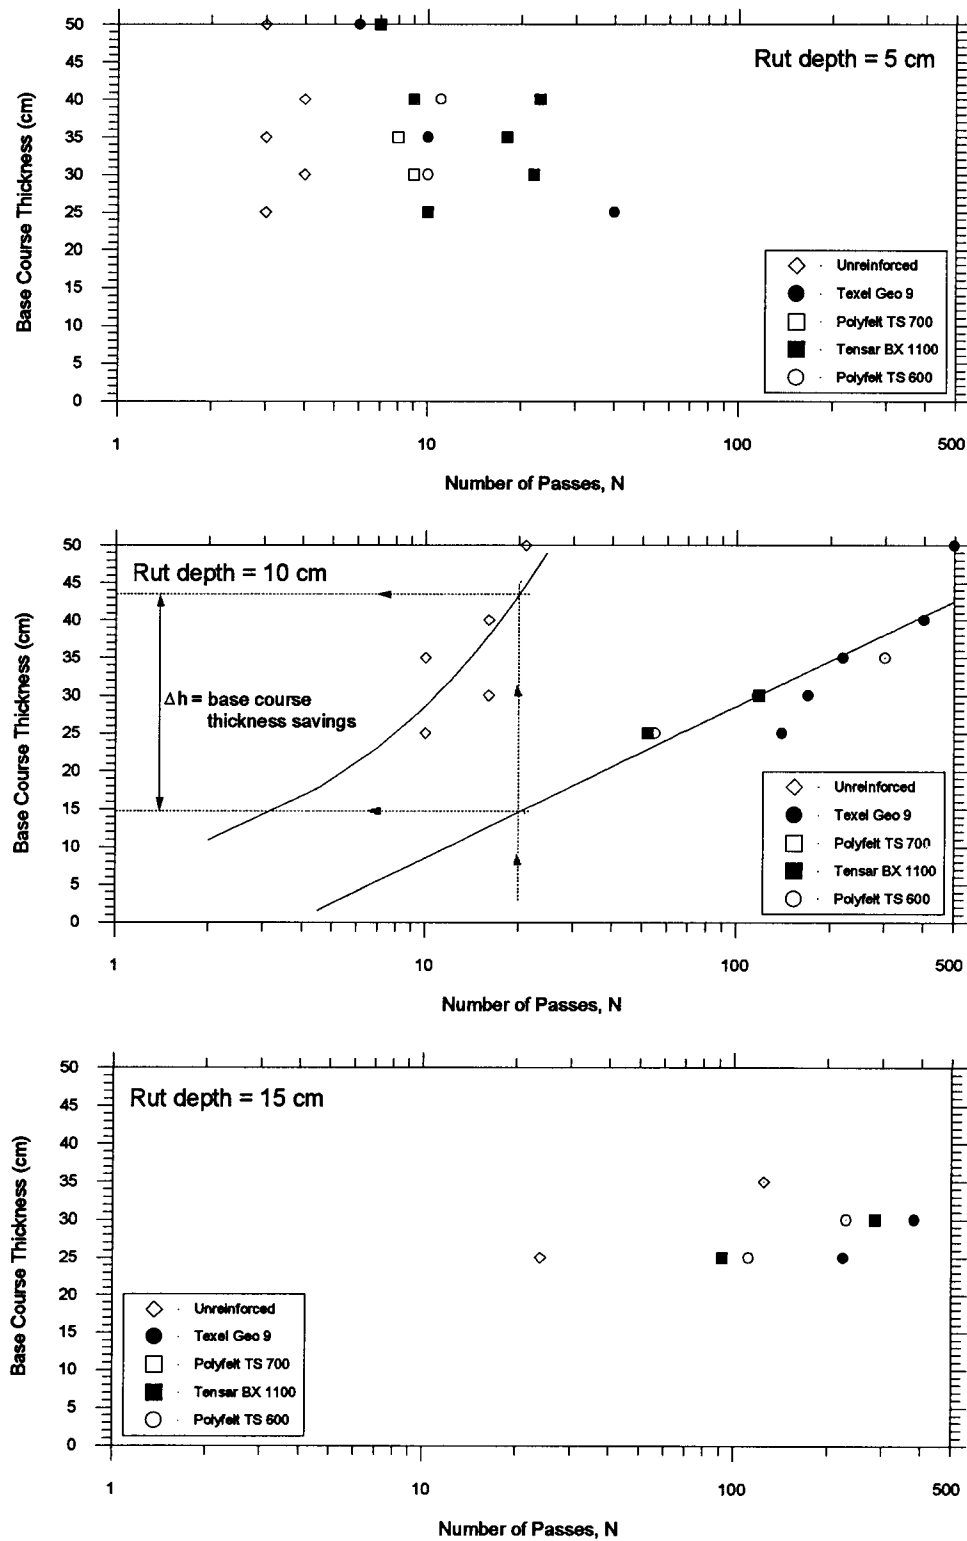 50
Rut depth = 5 cm
45
40
35
30
25
20
15
10
5
0
Base Course Thickness (cm)
Unreinforced
Texel Geo 9
Polyfelt TS 700
Tensar BX 1100
Polyfelt TS 600
1 10 100 500
Number of Passes, N
50
Rut depth = 10 cm
45
40
35
30
25
20
15
10
5
0
Base Course Thickness (cm)
Δh = base course
thickness savings
Unreinforced
Texel Geo 9
Polyfelt TS 700
Tensar BX 1100
Polyfelt TS 600
1 10 100 500
Number of Passes, N
50
Rut depth = 15 cm
45
40
35
30
25
20
15
10
5
0
Base Course Thickness (cm)
Unreinforced
Texel Geo 9
Polyfelt TS 700
Tensar BX 1100
Polyfelt TS 600
1 10 100 500
Number of Passes, N